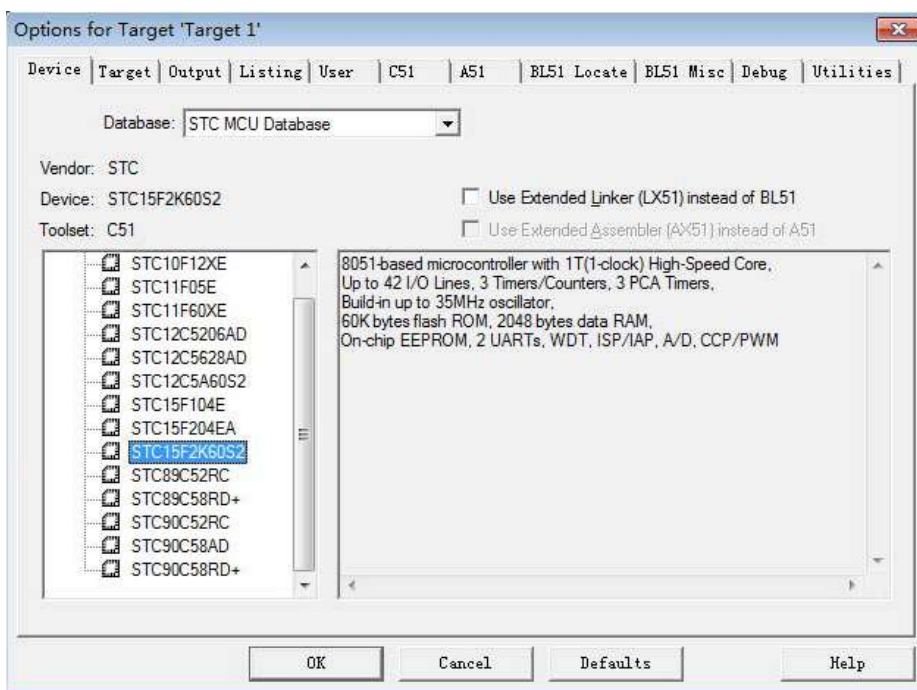 Options for Target 'Target 1'
Device Target Output Listing User C51 A51 BL51 Locate BL51 Misc Debug Utilities
Database: STC MCU Database
Vendor: STC
Device: STC15F2K60S2
Use Extended Linker (LX51) instead of BL51
Toolset: C51
Use Extended Assembler (AX51) instead of A51
STC10F12XE
STC11F05E
STC11F60XE
STC12C5206AD
STC12C5628AD
STC12C5A60S2
STC15F104E
STC15F204EA
STC15F2K60S2
STC89C52RC
STC89C58RD+
STC90C52RC
STC90C58AD
STC90C58RD+
8051-based microcontroller with 1T(1-clock) High-Speed Core,
Up to 42 I/O Lines, 3 Timers/Counters, 3 PCA Timers,
Build-in up to 35MHz oscillator,
60K bytes flash ROM, 2048 bytes data RAM,
On-chip EEPROM, 2 UARTs, WDT, ISP/IAP, A/D, CCP/PWM
OK Cancel Defaults Help